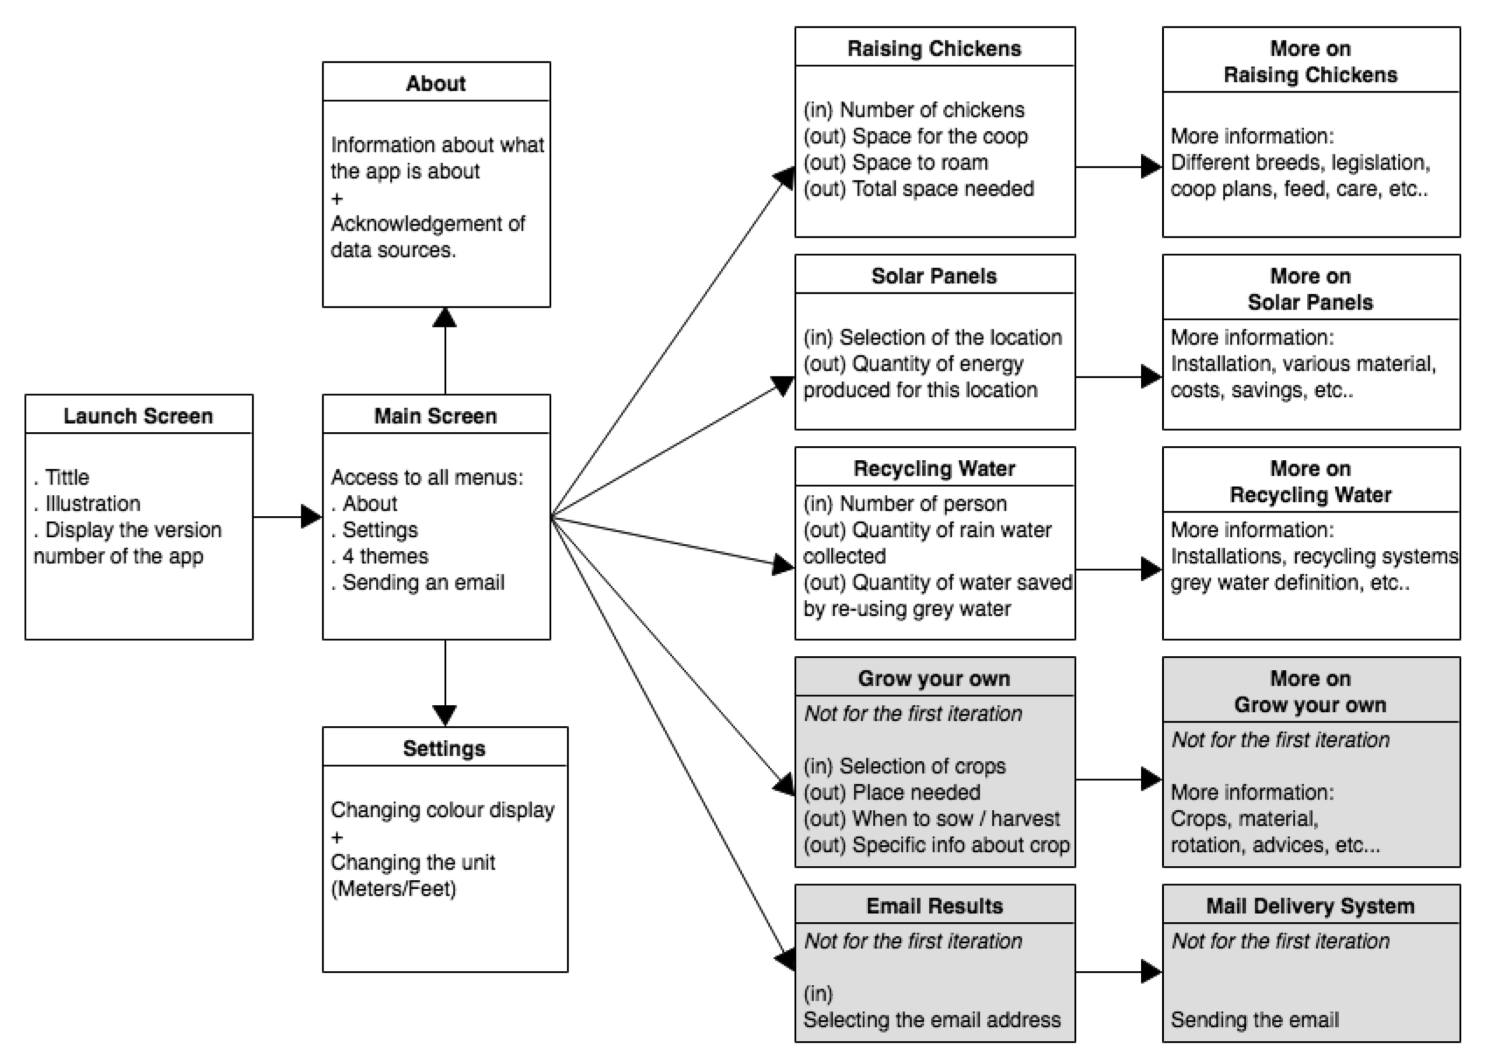 About
Information about what
the app is about
+
Acknowledgement of
data sources.
Launch Screen
. Tittle
. Illustration
. Display the version
number of the app
Main Screen
Access to all menus:
. About
. Settings
. 4 themes
. Sending an email
Settings
Changing colour display
+
Changing the unit
(Meters/Feet)
Raising Chickens
(in) Number of chickens
(out) Space for the coop
(out) Space to roam
(out) Total space needed
More on
Raising Chickens
More information:
Different breeds, legislation,
coop plans, feed, care, etc..
Solar Panels
(in) Selection of the location
(out) Quantity of energy
produced for this location
More on
Solar Panels
More information:
Installation, various material,
costs, savings, etc..
Recycling Water
(in) Number of person
(out) Quantity of rain water
collected
(out) Quantity of water saved
by re-using grey water
More on
Recycling Water
More information:
Installations, recycling systems
grey water definition, etc..
Grow your own
Not for the first iteration
(in) Selection of crops
(out) Place needed
(out) When to sow / harvest
(out) Specific info about crop
More on
Grow your own
Not for the first iteration
More information:
Crops, material,
rotation, advices, etc...
Email Results
Not for the first iteration
(in)
Selecting the email address
Mail Delivery System
Not for the first iteration
Sending the email